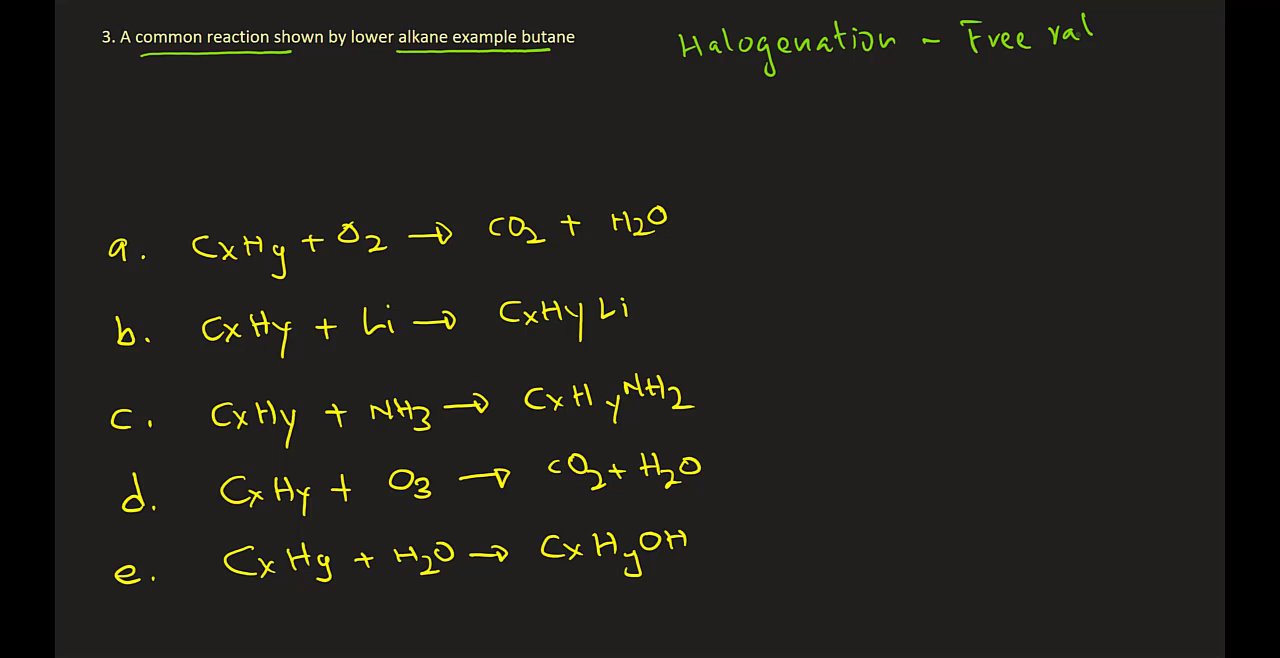 3. A common reaction shown by lower alkane example butane
Halogenation - Free ral
a. CxHy + O2 → CO2 + H2O
b. CxHy + Li → CxHyLi
c. CxHy + NH3 → CxHyNH2
d. CxHy + O3 → CO2 + H2O
e. CxHy + H2O → CxHyOH